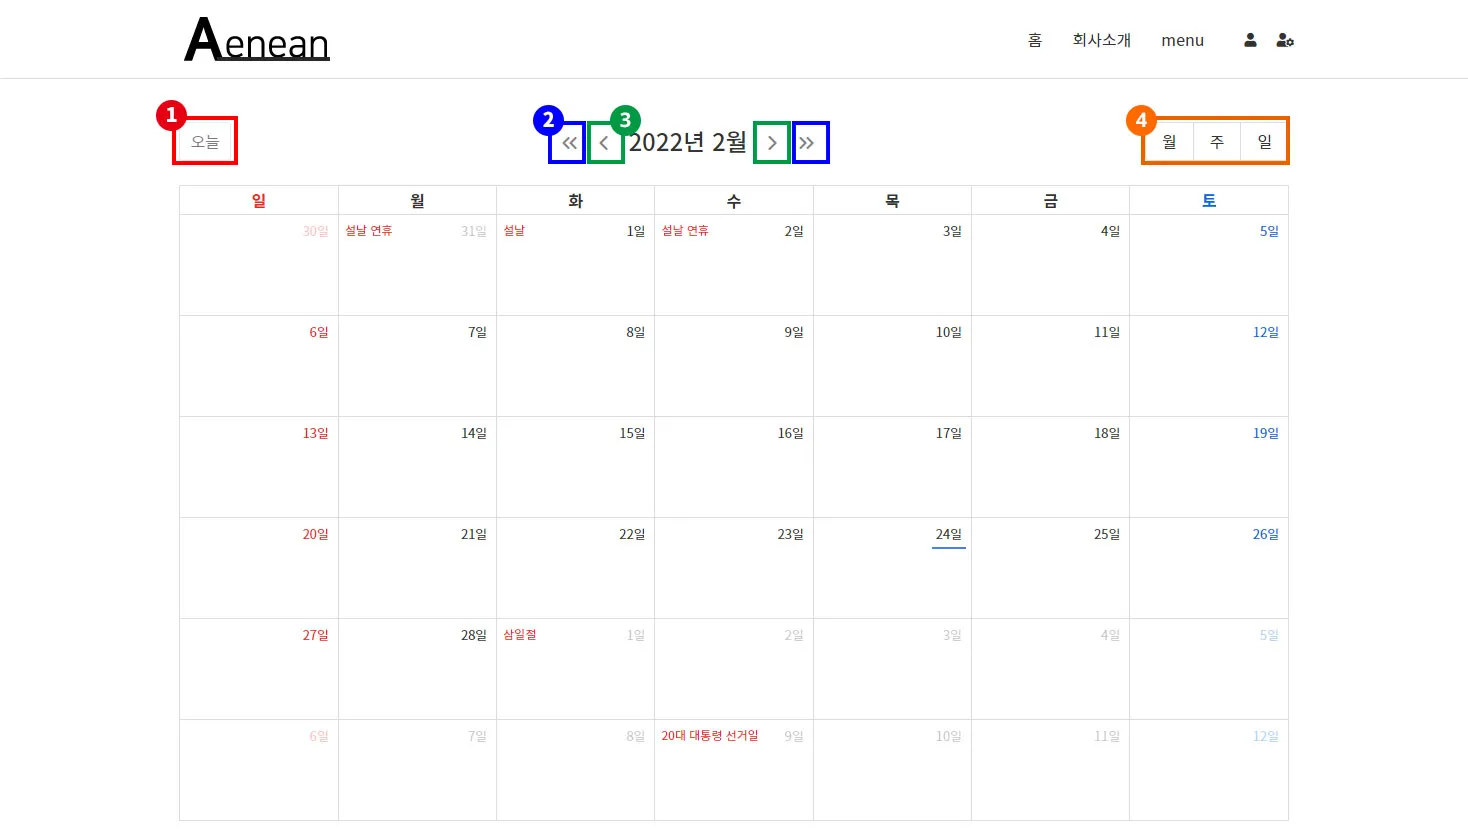 Aenean 홈 회사소개 menu
1 2 3 4
오늘 2022년 2월 월 주 일
일 월 화 수 목 금 토
30일 설날 연휴 31일 설날 1일 설날 연휴 2일 3일 4일 5일
6일 7일 8일 9일 10일 11일 12일
13일 14일 15일 16일 17일 18일 19일
20일 21일 22일 23일 24일 25일 26일
27일 28일 삼일절 1일 2일 3일 4일 5일
6일 7일 8일 20대 대통령 선거일 9일 10일 11일 12일